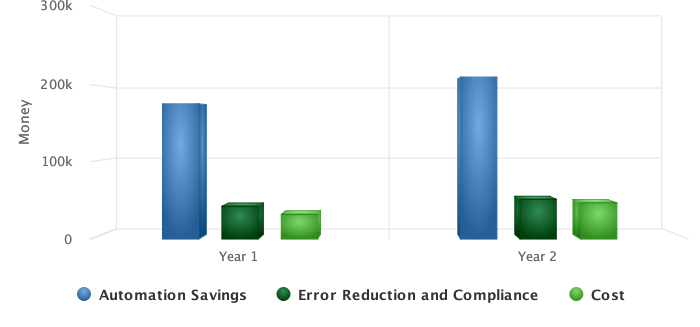 300k
200k
Money
100k
0
Year 1
Year 2
Automation Savings
Error Reduction and Compliance
Cost